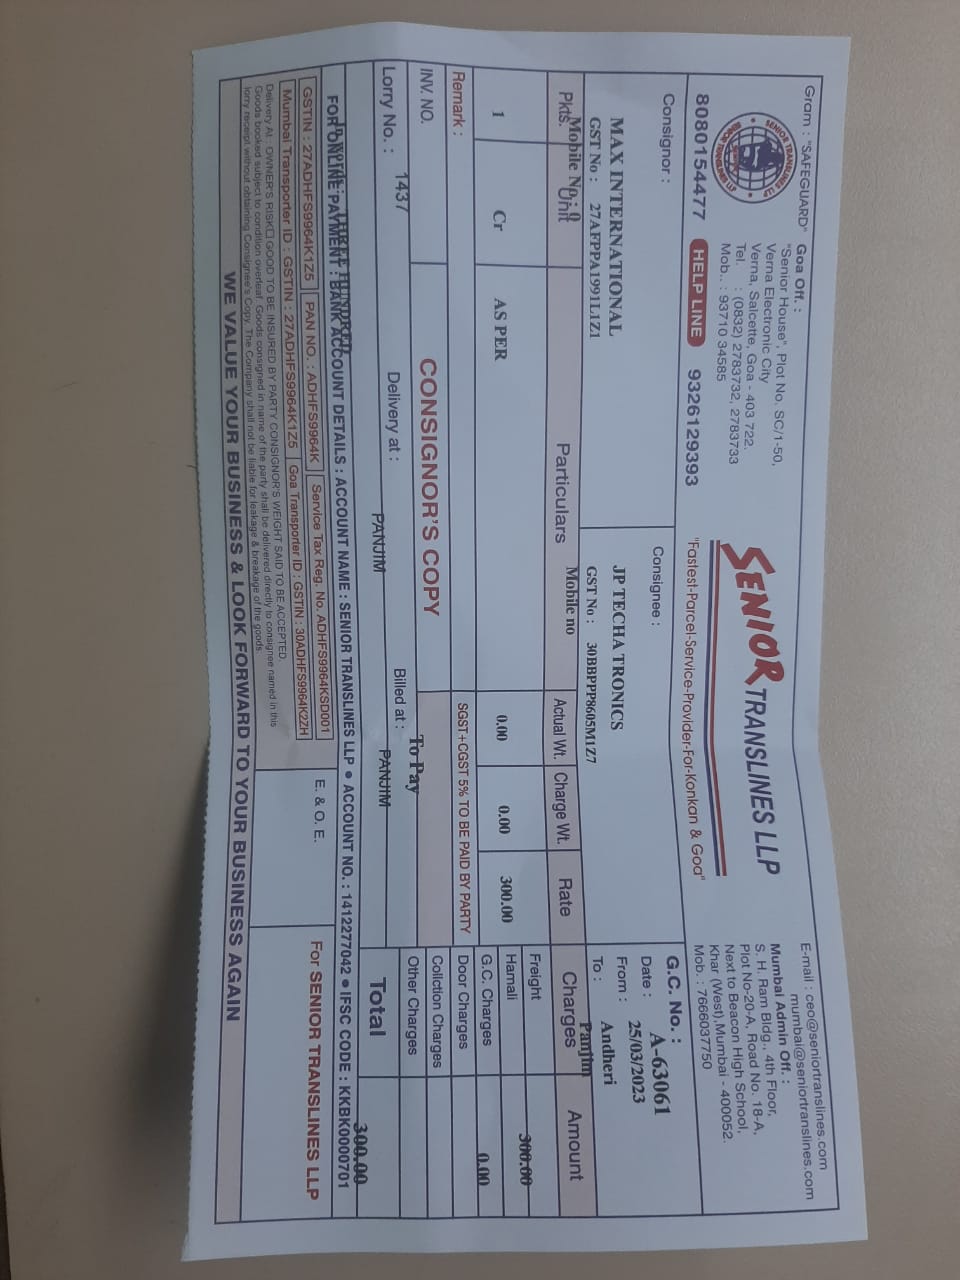 Gram : "SAFEGUARD"
SENIOR TRANSLINES LLP
Goa Off. :
"Senior House", Plot No. SC/1-50,
Verna Electronic City
Verna, Salcette, Goa - 403 722.
Tel. : (0832) 2783732, 2783733
Mob.. : 93710 34585
8080154477 HELP LINE 9326129393
SENIOR TRANSLINES LLP
"Fastest-Parcel-Service-Provider-For-Konkan & Goa"
E-mail : ceo@seniortranslines.com
mumbai@seniortranslines.com
Mumbai Admin Off. :
S. H. Ram Bldg., 4th Floor,
Plot No-20-A, Road No. 18-A,
Next to Beacon High School,
Khar (West),Mumbai - 400052.
Mob. : 7666037750
Consignor :
MAX INTERNATIONAL
GST No : 27AFPPA1991L1Z1
Mobile No : 0
Consignee :
JP TECHA TRONICS
GST No : 30BBPPP8605M1Z7
Mobile no
G.C. No. : A-63061
Date : 25/03/2023
From : Andheri
To : Panjim
Pkts. Unit Particulars Actual Wt. Charge Wt. Rate Charges Amount
1 Cr AS PER 0.00 0.00 300.00
Freight 300.00
Hamali
G.C. Charges 0.00
Door Charges
Collction Charges
Other Charges
Total 300.00
Remark :
SGST+CGST 5% TO BE PAID BY PARTY
INV. NO.
CONSIGNOR'S COPY
To Pay
Lorry No. : 1437
Delivery at : PANJIM
Billed at : PANJIM
THREE HUNDRED
FOR ONLINE PAYMENT : BANK ACCOUNT DETAILS : ACCOUNT NAME : SENIOR TRANSLINES LLP ● ACCOUNT NO. : 1412277042 ● IFSC CODE : KKBK0000701
GSTIN : 27ADHFS9964K1Z5 PAN NO. : ADHFS9964K Service Tax Reg. No. ADHFS9964KSD001
Mumbai Transporter ID : GSTIN : 27ADHFS9964K1Z5 Goa Transporter ID : GSTIN : 30ADHFS9964K2ZH
Delivery At : OWNER'S RISK☐ GOOD TO BE INSURED BY PARTY CONSIGNOR'S WEIGHT SAID TO BE ACCEPTED.
Goods booked subject to condition overleaf. Goods consigned in name of the party shall be delivered directly to consignee named in this
lorry receipt without obtaining Consignee's Copy. The Company shall not be liable for leakage & breakage of the goods.
E. & O. E.
For SENIOR TRANSLINES LLP
WE VALUE YOUR BUSINESS & LOOK FORWARD TO YOUR BUSINESS AGAIN